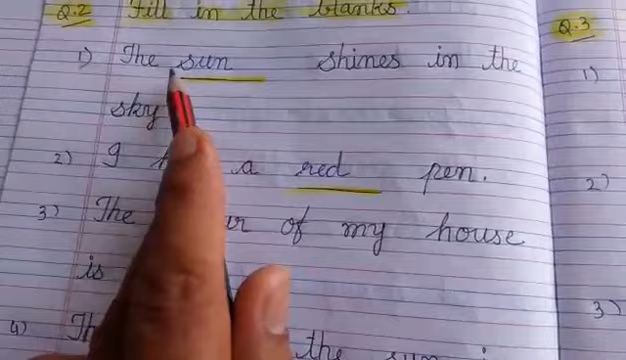 Q.2 Fill in the blanks.
1) The sun shines in the
sky
2) I a red pen.
3) The of my house
is
4) the sun
Q.3
1)
2)
3)